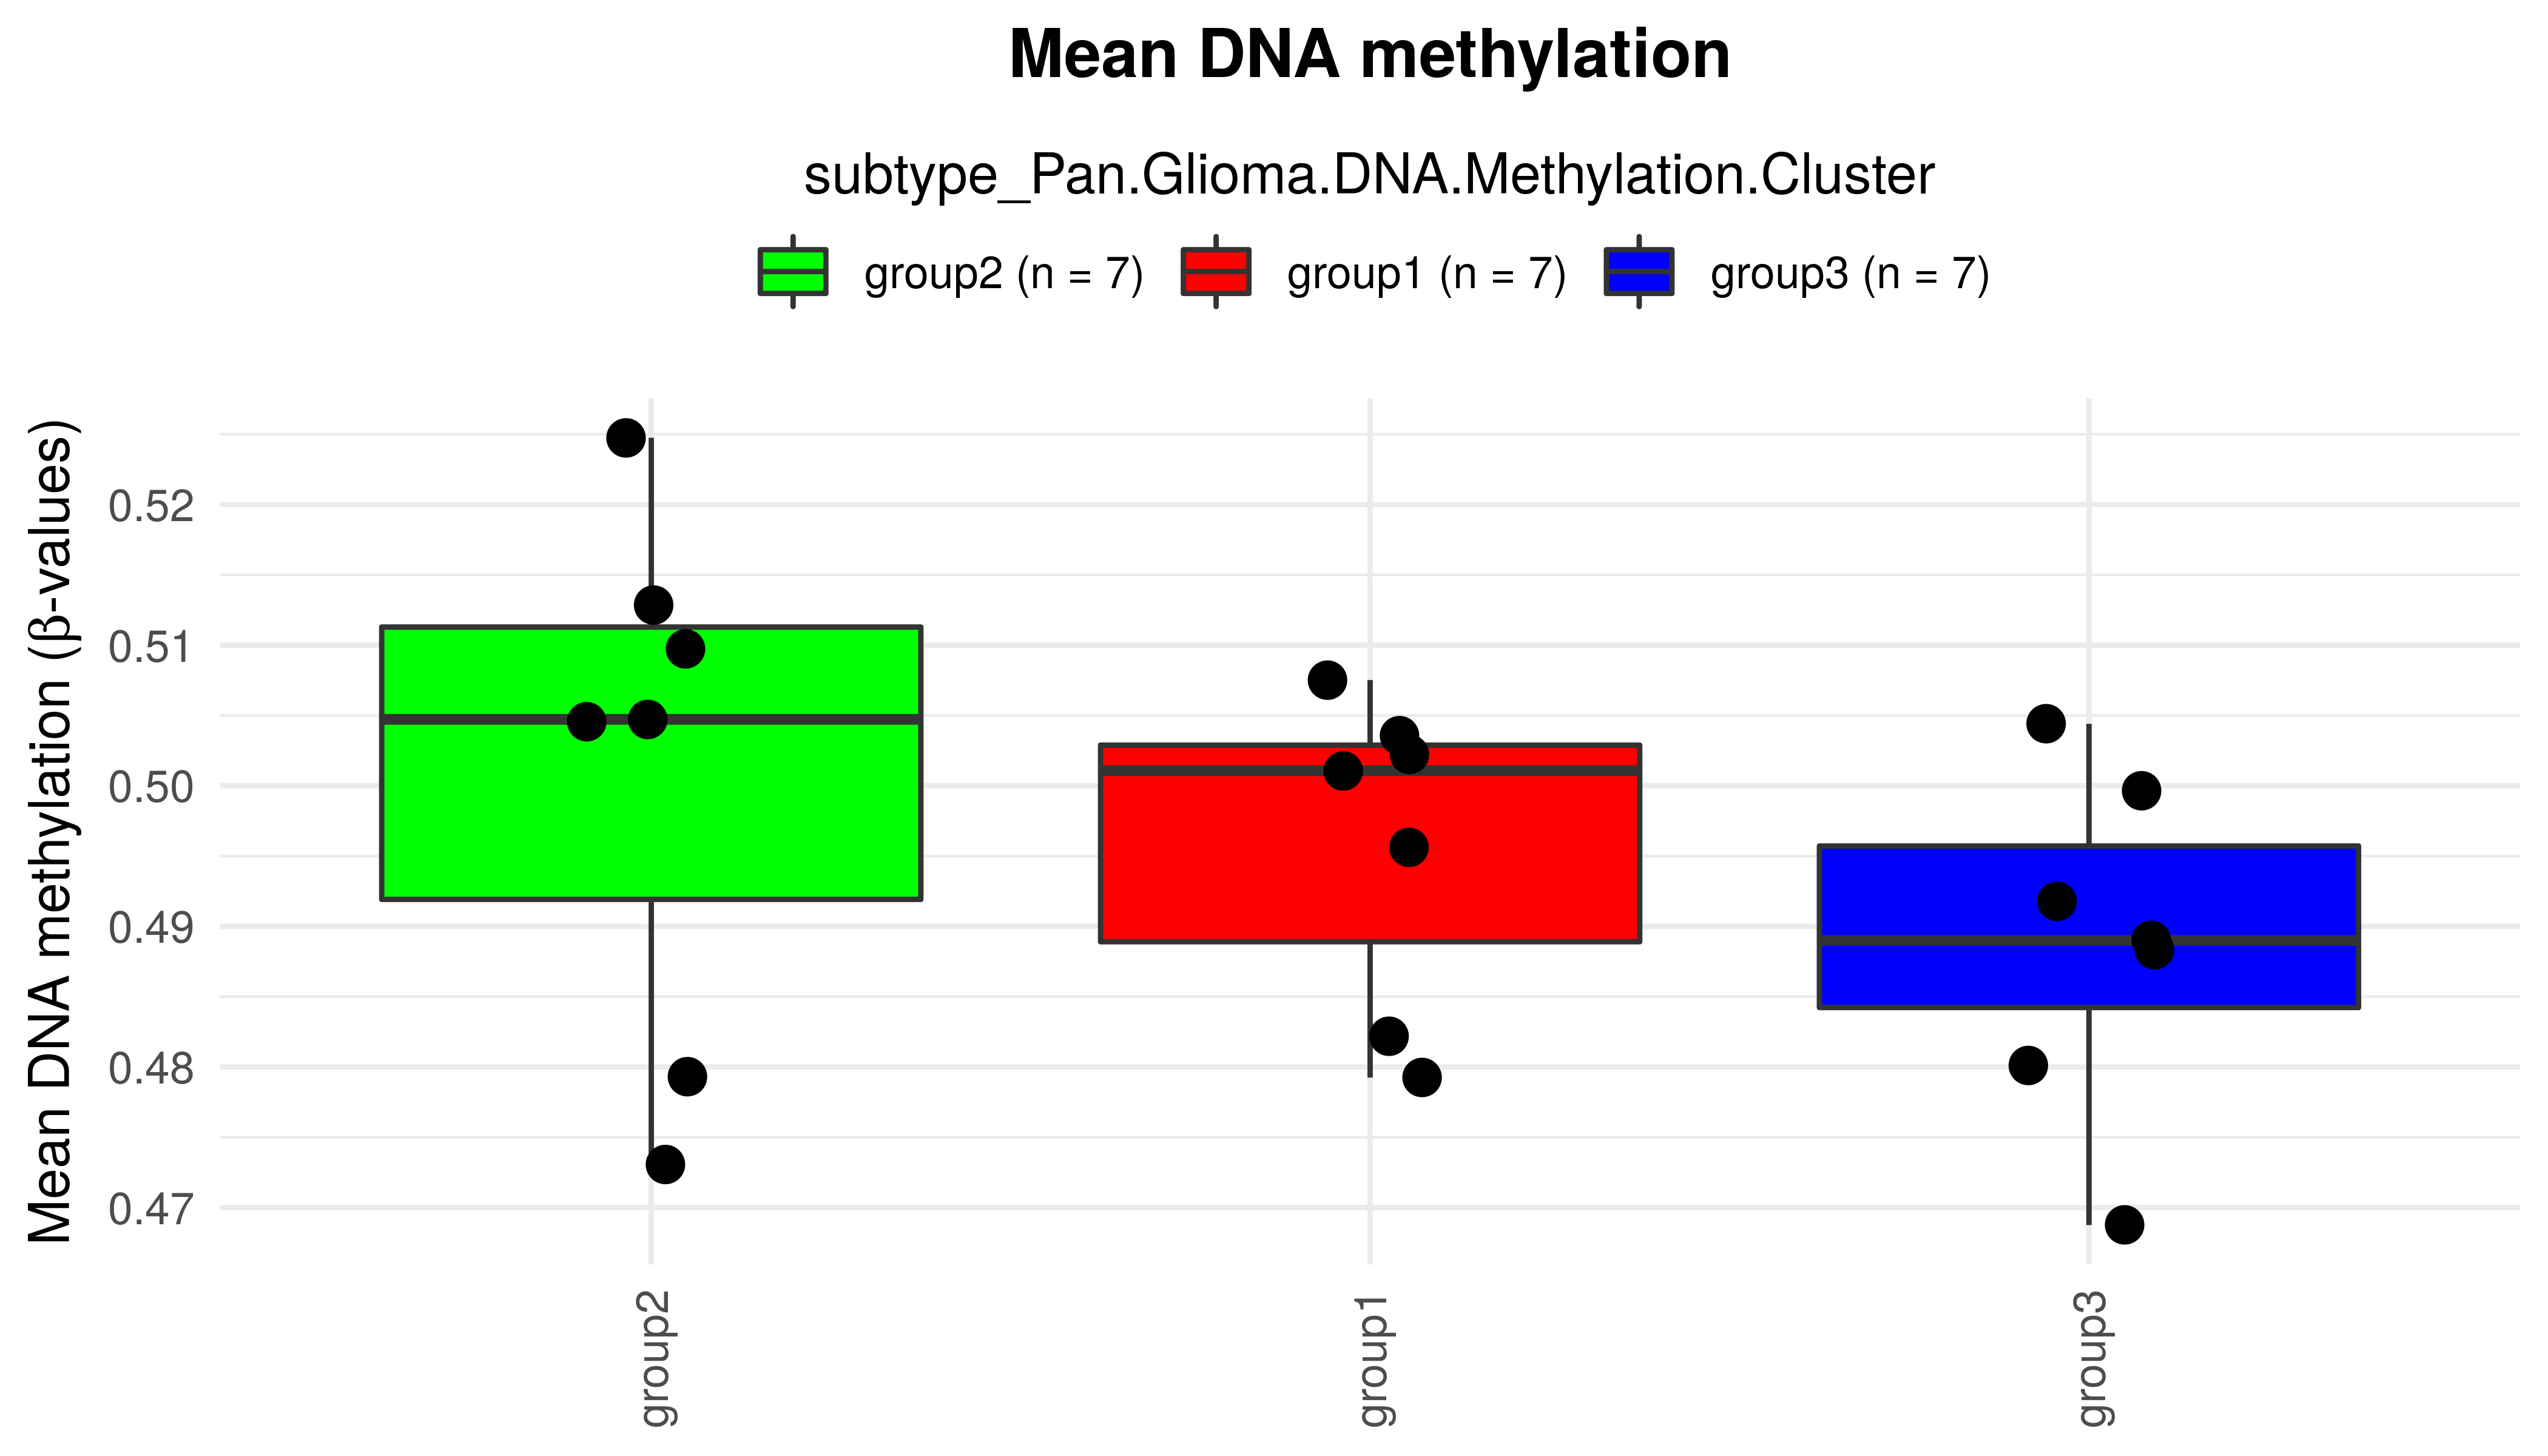 Mean DNA methylation
subtype_Pan.Glioma.DNA.Methylation.Cluster
group2 (n = 7) group1 (n = 7) group3 (n = 7)
Mean DNA methylation (β-values)
0.52
0.51
0.50
0.49
0.48
0.47
group2 group1 group3